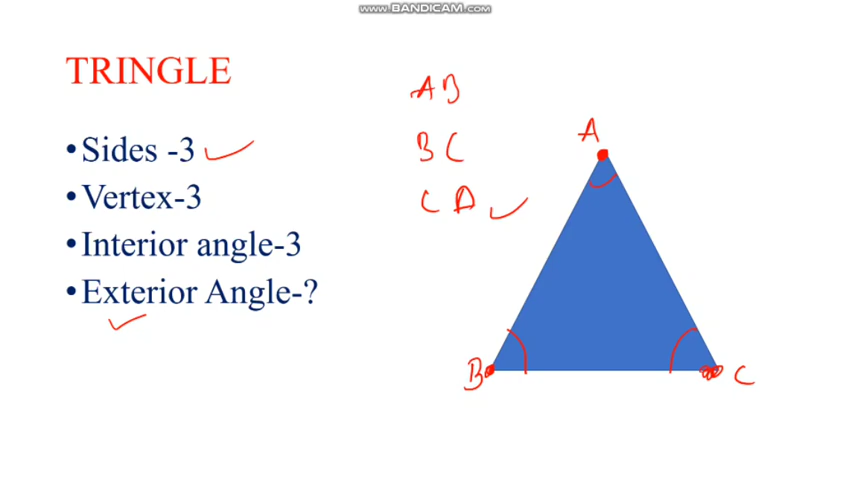 www.BANDICAM.com
TRINGLE
•Sides -3
•Vertex-3
•Interior angle-3
•Exterior Angle-?
AB
BC
CA
A
B
C